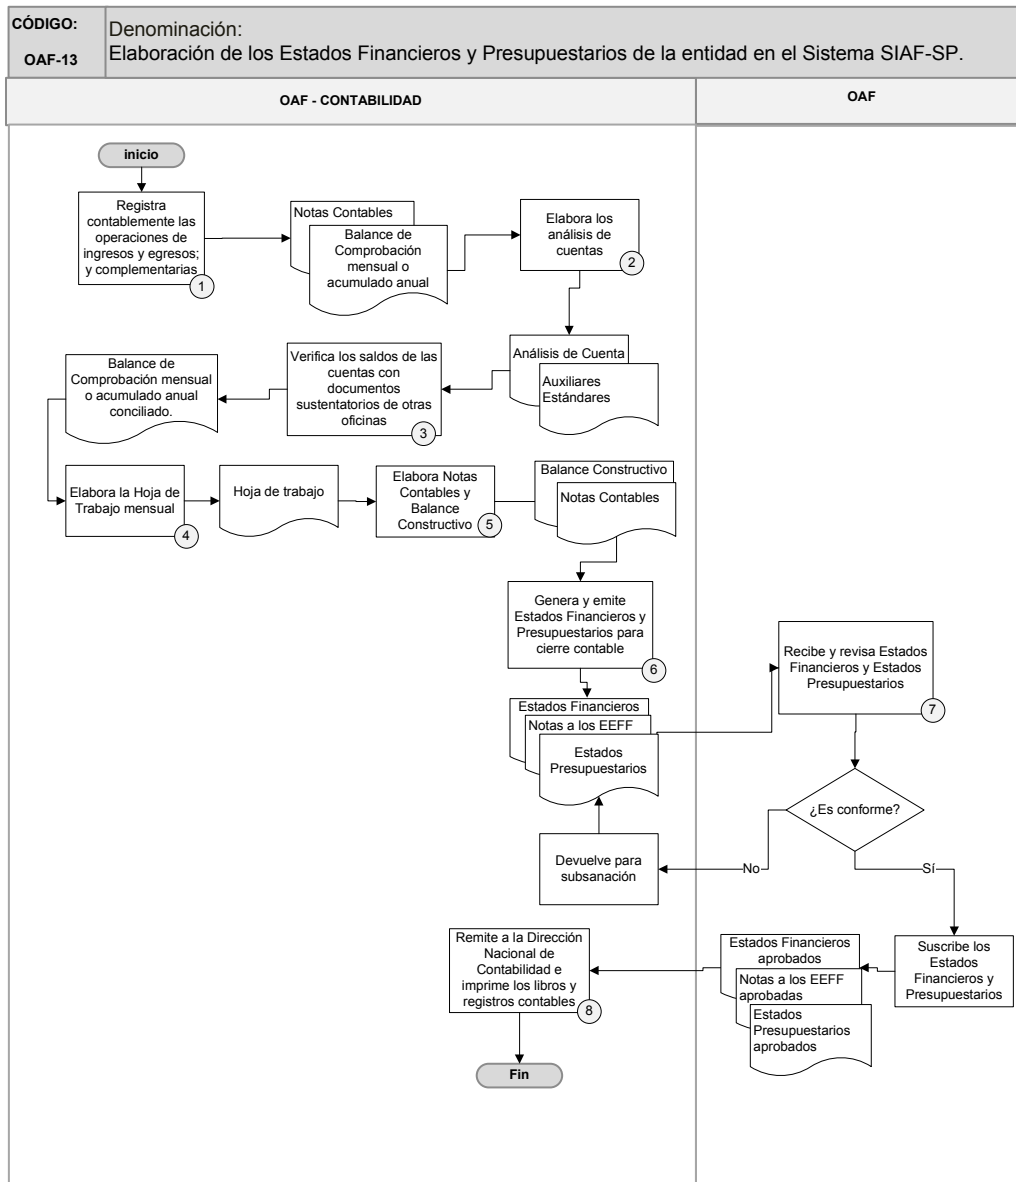 CÓDIGO:
OAF-13
Denominación:
Elaboración de los Estados Financieros y Presupuestarios de la entidad en el Sistema SIAF-SP.
OAF - CONTABILIDAD
OAF
inicio
Registra
contablemente las
operaciones de
ingresos y egresos;
y complementarias
1
Notas Contables
Balance de
Comprobación
mensual o
acumulado anual
Elabora los
análisis de
cuentas
2
Análisis de Cuenta
Auxiliares
Estándares
Verifica los saldos de las
cuentas con
documentos
sustentatorios de otras
oficinas
3
Balance de
Comprobación mensual
o acumulado anual
conciliado.
Elabora la Hoja de
Trabajo mensual
4
Hoja de trabajo
Elabora Notas
Contables y
Balance
Constructivo
5
Balance Constructivo
Notas Contables
Genera y emite
Estados Financieros y
Presupuestarios para
cierre contable
6
Estados Financieros
Notas a los EEFF
Estados
Presupuestarios
Recibe y revisa Estados
Financieros y Estados
Presupuestarios
7
¿Es conforme?
No
Sí
Devuelve para
subsanación
Suscribe los
Estados
Financieros y
Presupuestarios
Estados Financieros
aprobados
Notas a los EEFF
aprobadas
Estados
Presupuestarios
aprobados
Remite a la Dirección
Nacional de
Contabilidad e
imprime los libros y
registros contables
8
Fin